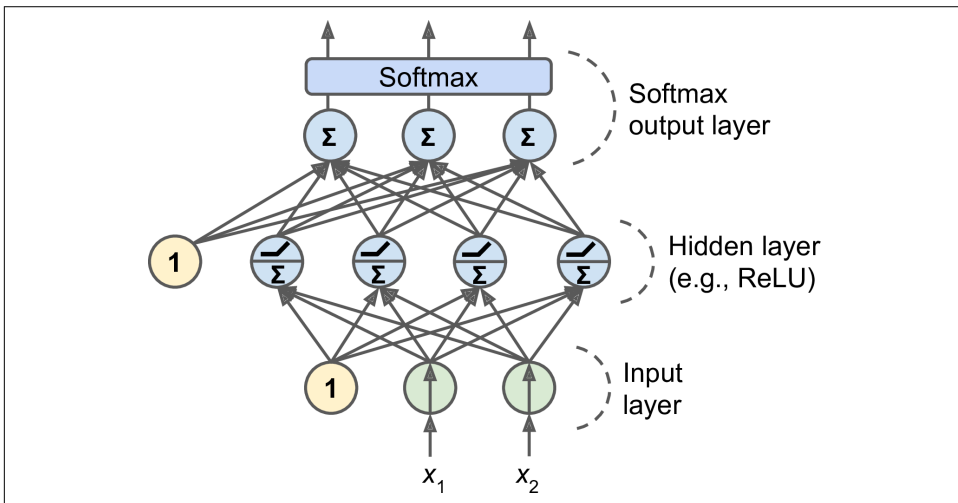 Softmax
Softmax
output layer
Σ Σ Σ
Hidden layer
(e.g., ReLU)
1 Σ Σ Σ Σ
Input
layer
1
x1 x2